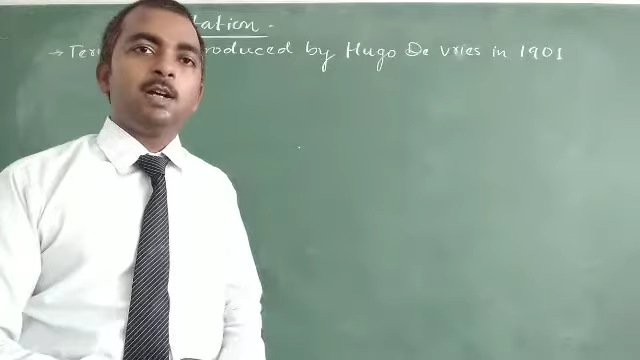 tation.
→ Ter roduced by Hugo De Vries in 1901